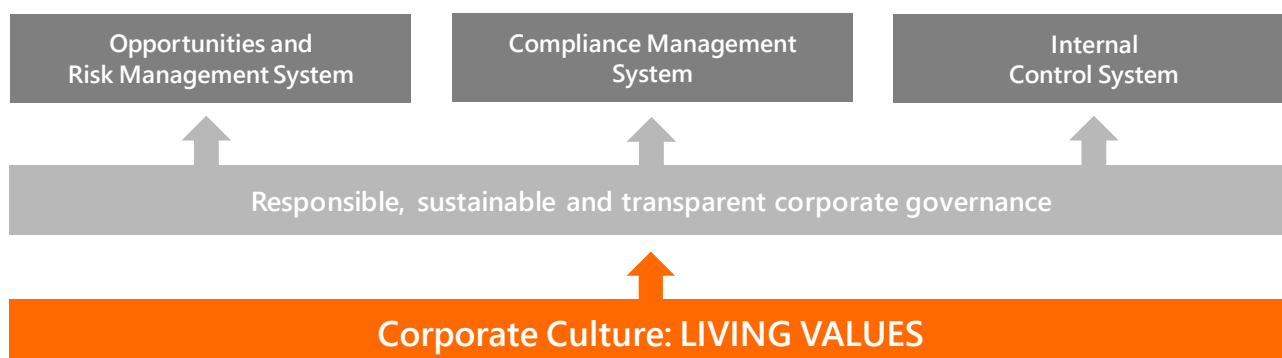 Opportunities and
Risk Management System
Compliance Management
System
Internal
Control System
Responsible, sustainable and transparent corporate governance
Corporate Culture: LIVING VALUES